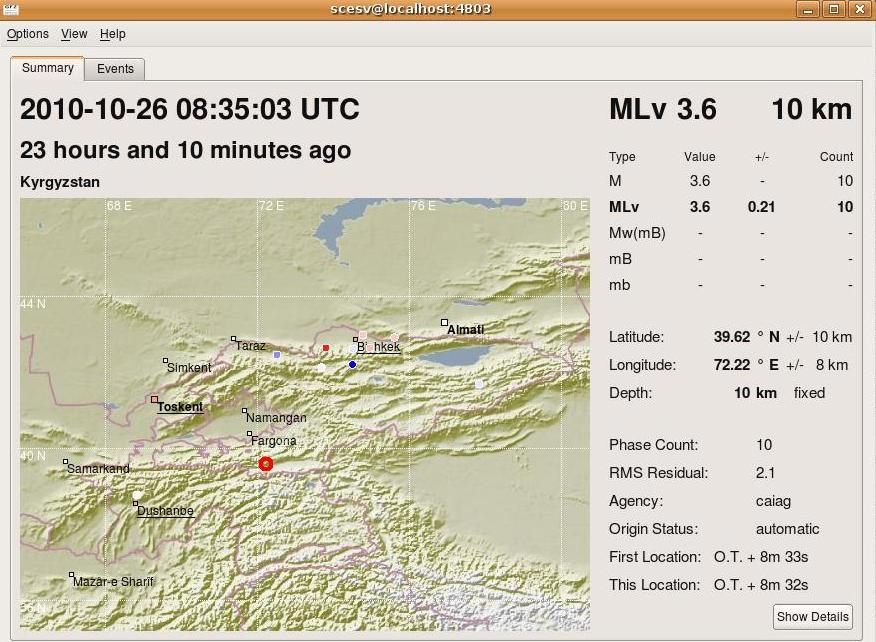 scesv@localhost:4803
Options View Help
Summary Events
2010-10-26 08:35:03 UTC
23 hours and 10 minutes ago
Kyrgyzstan
68 E 72 E 76 E 80 E
44 N
Almati
Taraz
Bishkek
Simkent
Toskent
Namangan
Fargona
40 N
Samarkand
Dushanbe
Mazar-e Sharif
36 N
MLv 3.6 10 km
Type Value +/- Count
M 3.6 - 10
MLv 3.6 0.21 10
Mw(mB) - - -
mB - - -
mb - - -
Latitude: 39.62 ° N +/- 10 km
Longitude: 72.22 ° E +/- 8 km
Depth: 10 km fixed
Phase Count: 10
RMS Residual: 2.1
Agency: caiag
Origin Status: automatic
First Location: O.T. + 8m 33s
This Location: O.T. + 8m 32s
Show Details